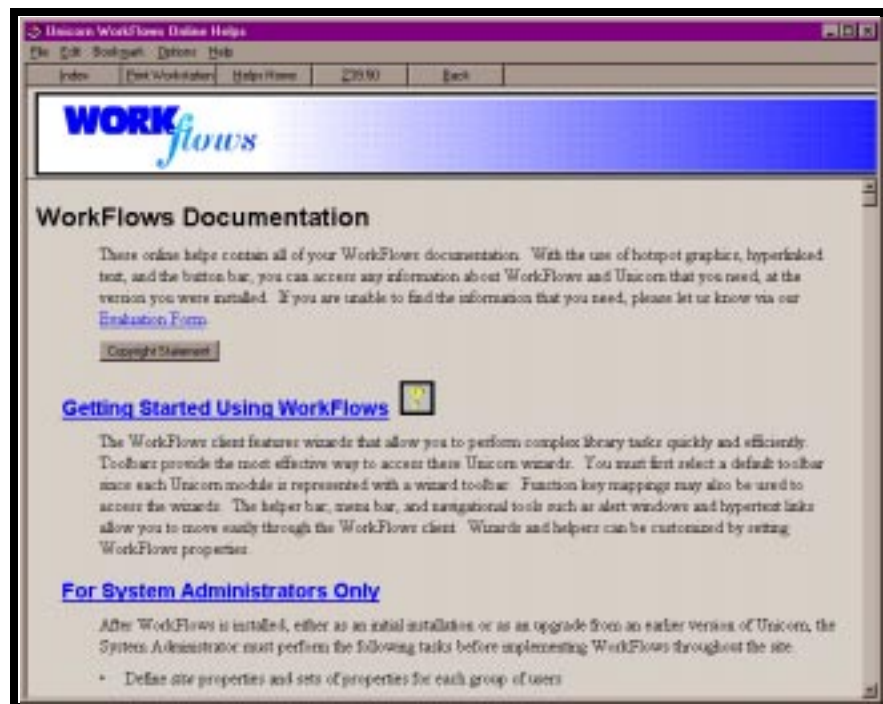 Unicorn WorkFlows Online Helps
File Edit Bookmark Options Help
Index Print Workstation Helps Home Z39.50 Back
WORK
flows
WorkFlows Documentation
These online helps contain all of your WorkFlows documentation. With the use of hotspot graphics, hyperlinked
text, and the button bar, you can access any information about WorkFlows and Unicorn that you need, at the
version you were installed. If you are unable to find the information that you need, please let us know via our
Evaluation Form.
Copyright Statement
Getting Started Using WorkFlows ?
The WorkFlows client features wizards that allow you to perform complex library tasks quickly and efficiently.
Toolbars provide the most effective way to access these Unicorn wizards. You must first select a default toolbar
since each Unicorn module is represented with a wizard toolbar. Function key mappings may also be used to
access the wizards. The helper bar, menu bar, and navigational tools such as alert windows and hypertext links
allow you to move easily through the WorkFlows client. Wizards and helpers can be customized by setting
WorkFlows properties.
For System Administrators Only
After WorkFlows is installed, either as an initial installation or as an upgrade from an earlier version of Unicorn, the
System Administrator must perform the following tasks before implementing WorkFlows throughout the site.
• Define site properties and sets of properties for each group of users